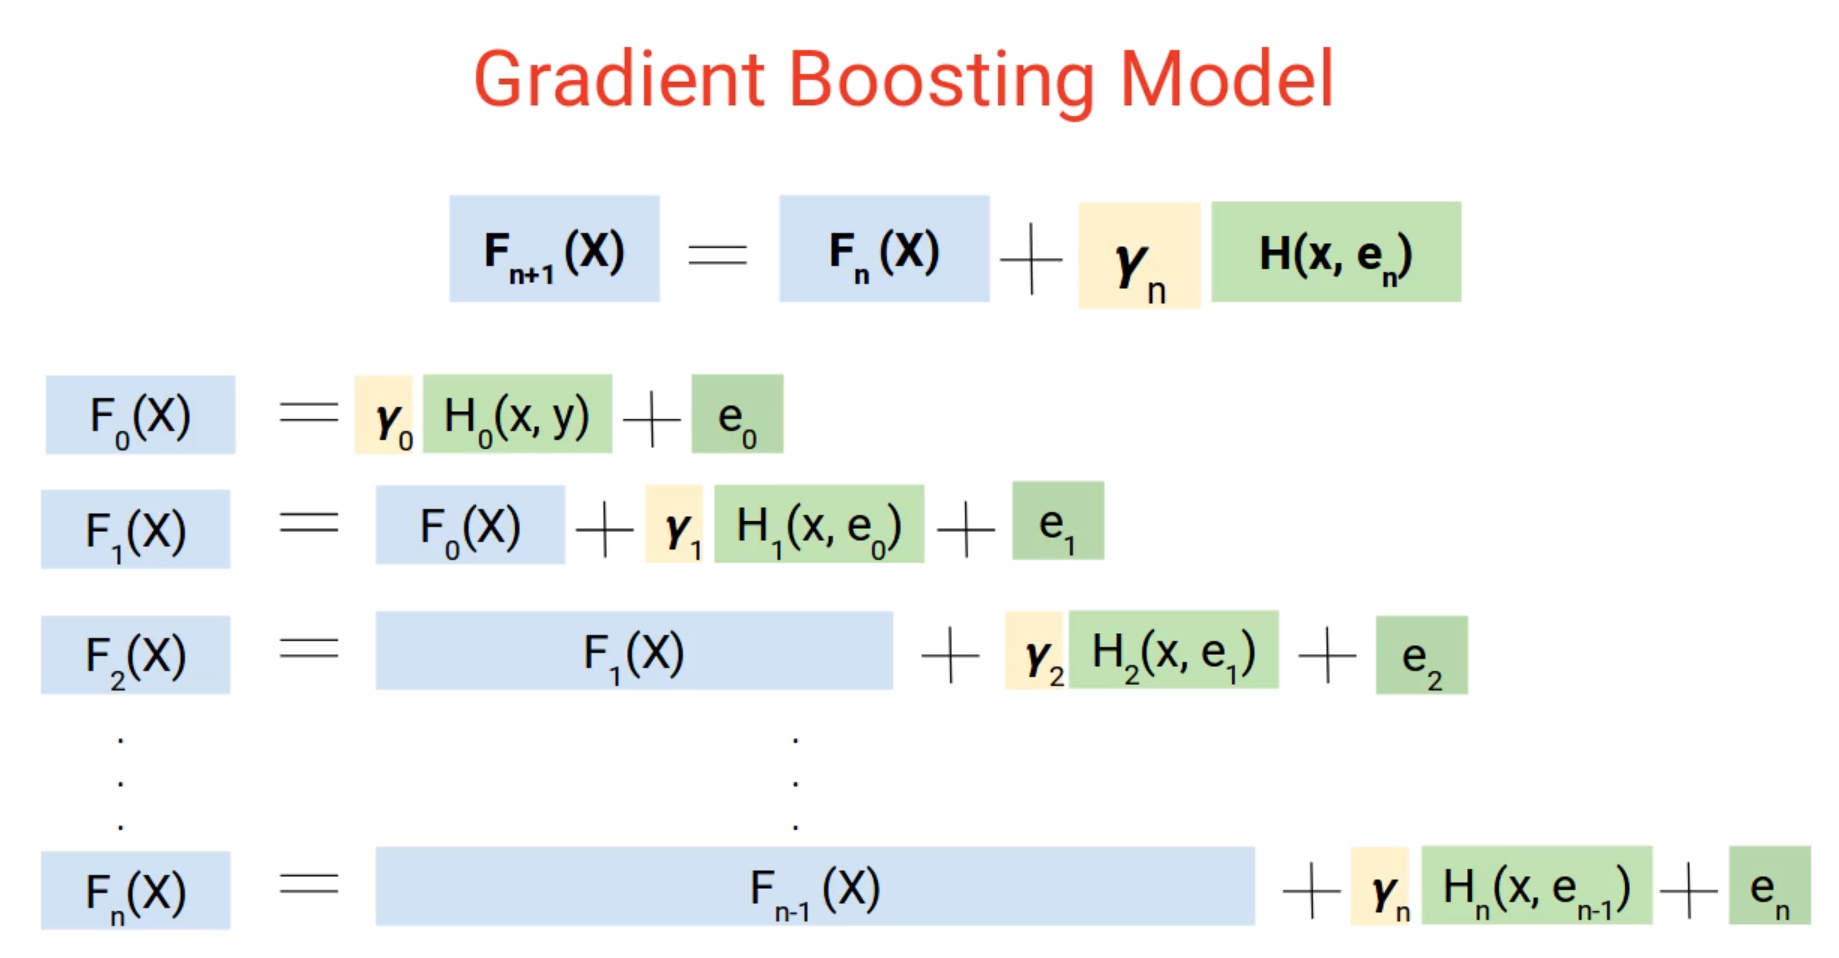 Gradient Boosting Model
Fₙ₊₁ (X) = Fₙ (X) + γₙ H(x, eₙ)
F₀(X) = γ₀ H₀(x, y) + e₀
F₁(X) = F₀(X) + γ₁ H₁(x, e₀) + e₁
F₂(X) = F₁(X) + γ₂ H₂(x, e₁) + e₂
. .
. .
. .
Fₙ(X) = Fₙ₋₁ (X) + γₙ Hₙ(x, eₙ₋₁) + eₙ